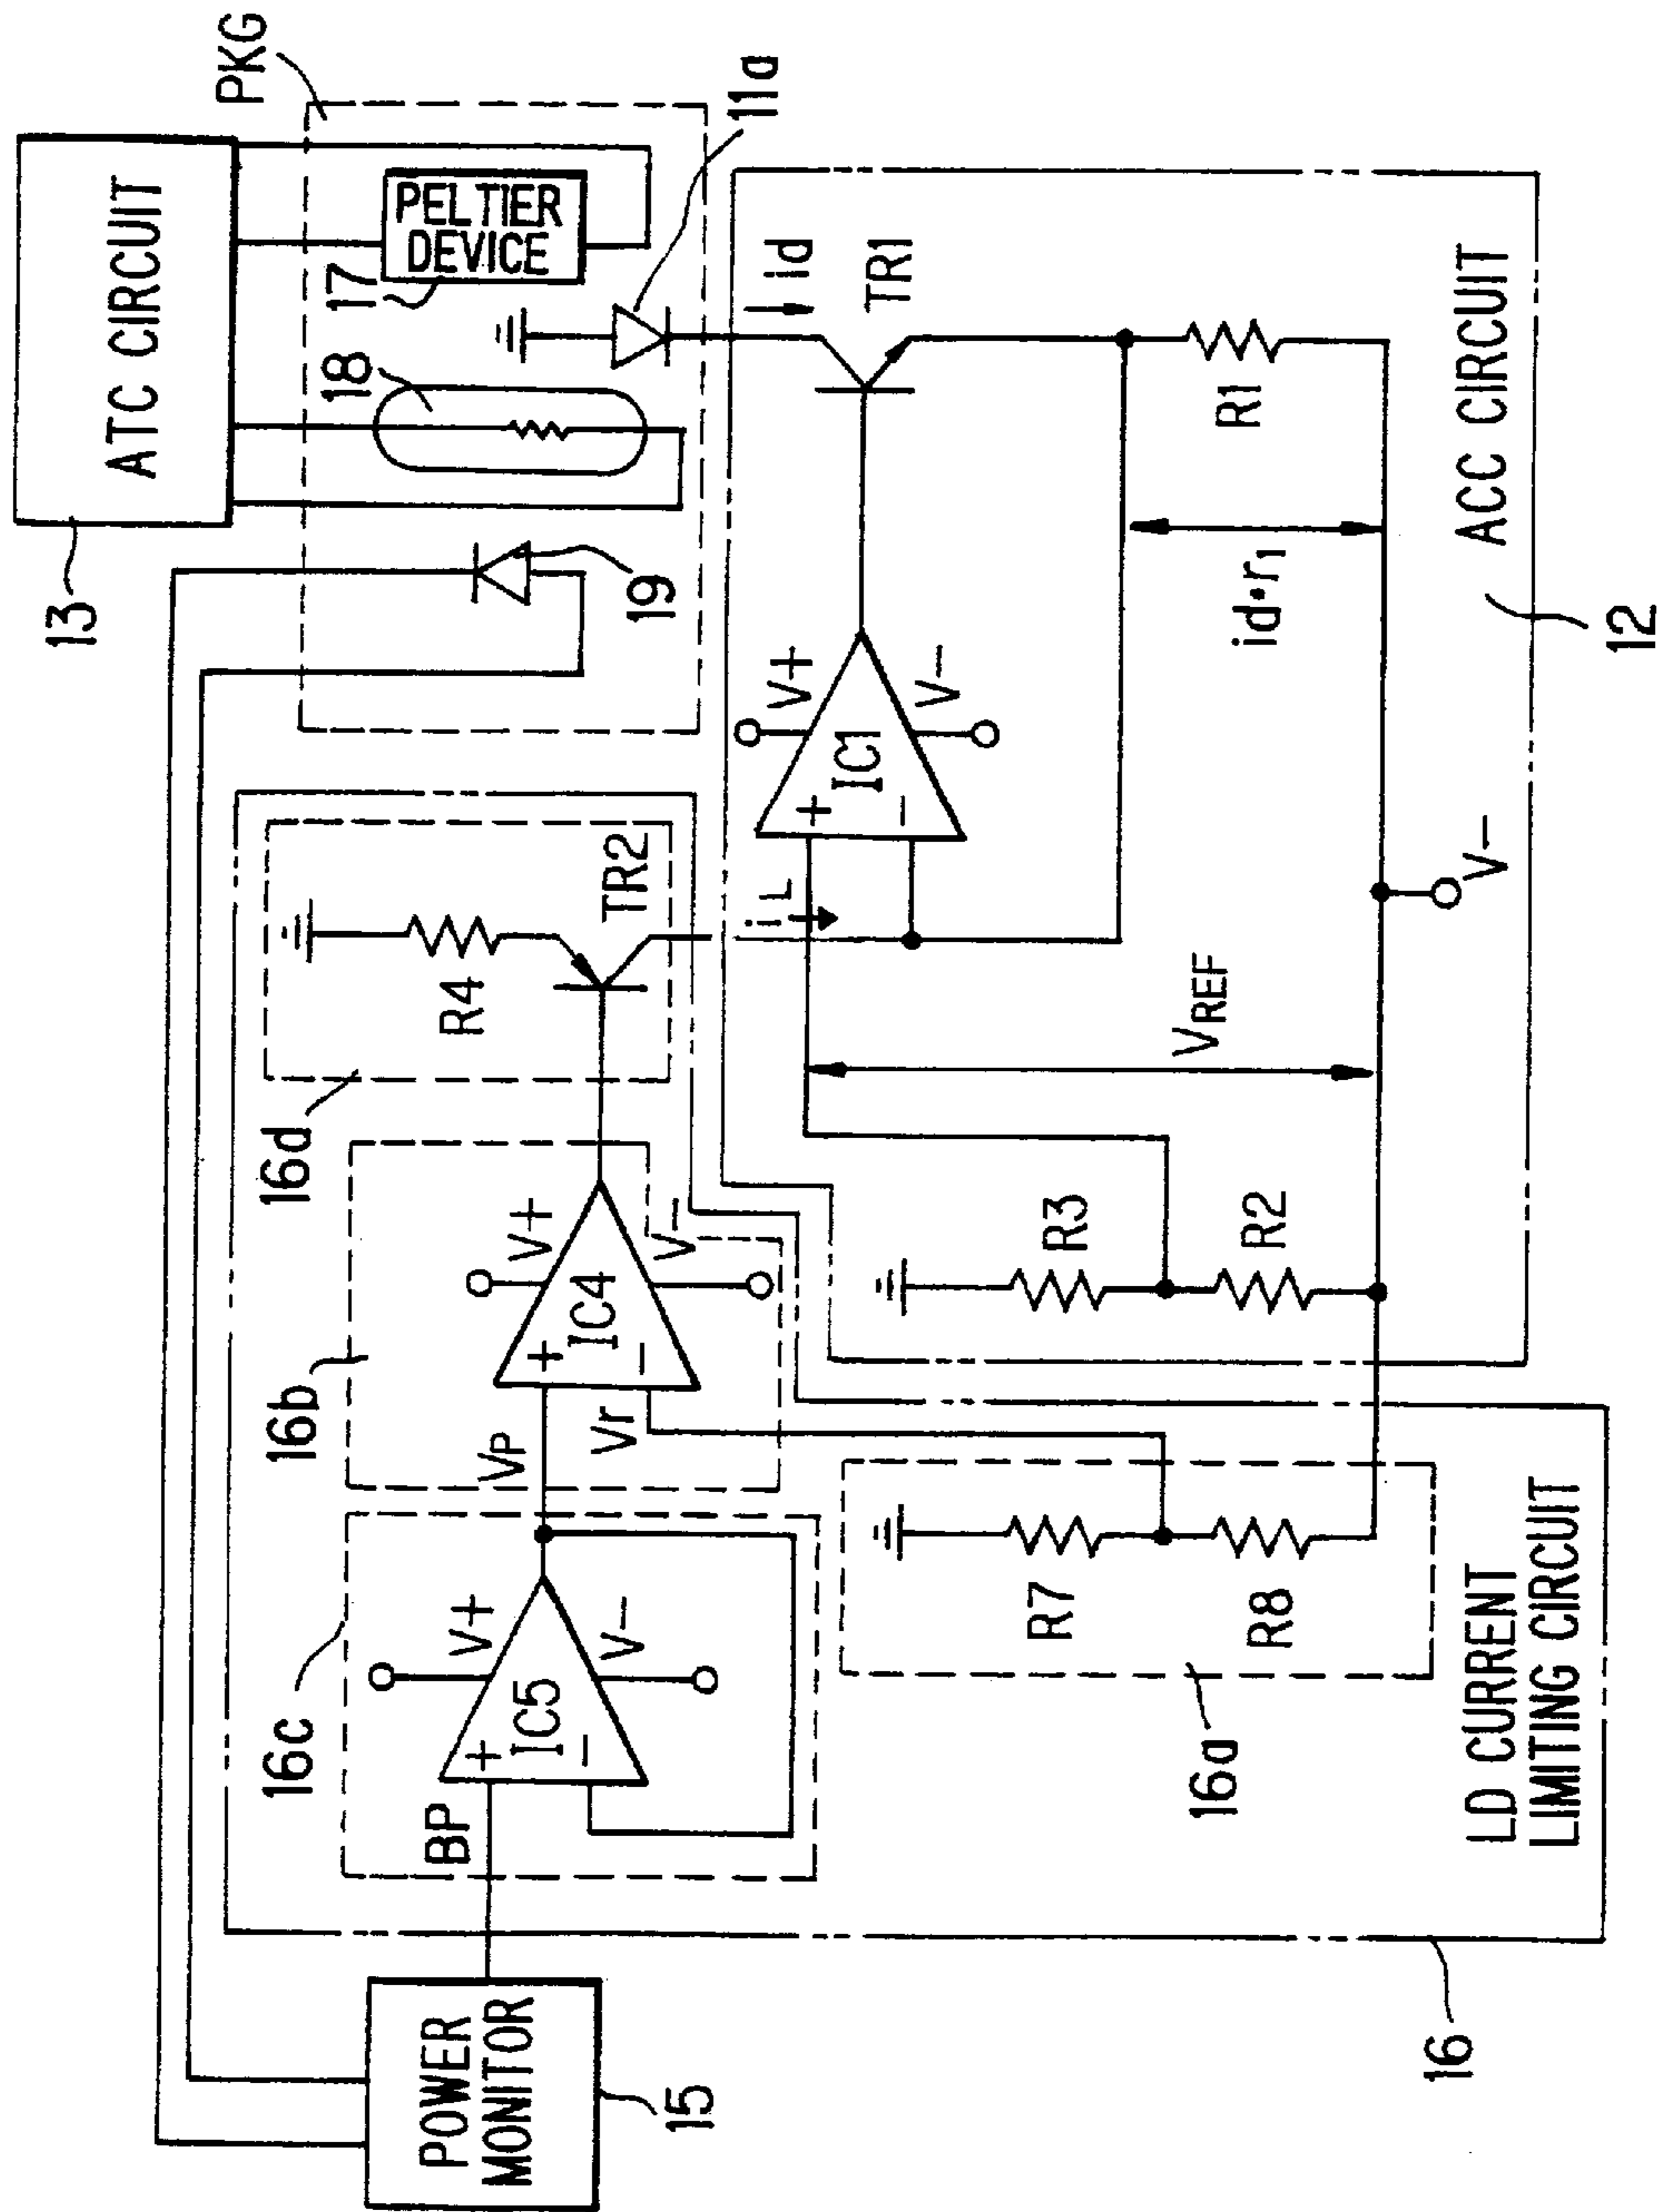 13
ATC CIRCUIT
PKG
PELTIER
DEVICE
17
18
19
11a
16d
R4
TR2
16b
V+
IC4
V-
VP
Vr
16c
V+
IC5
V-
BP
POWER
MONITOR
15
R7
R8
16a
LD CURRENT
LIMITING CIRCUIT
16
iL
V+
IC1
V-
id
TR1
R1
id·r1
VREF
R3
R2
V-
ACC CIRCUIT
12
+
−
+
−
+
−